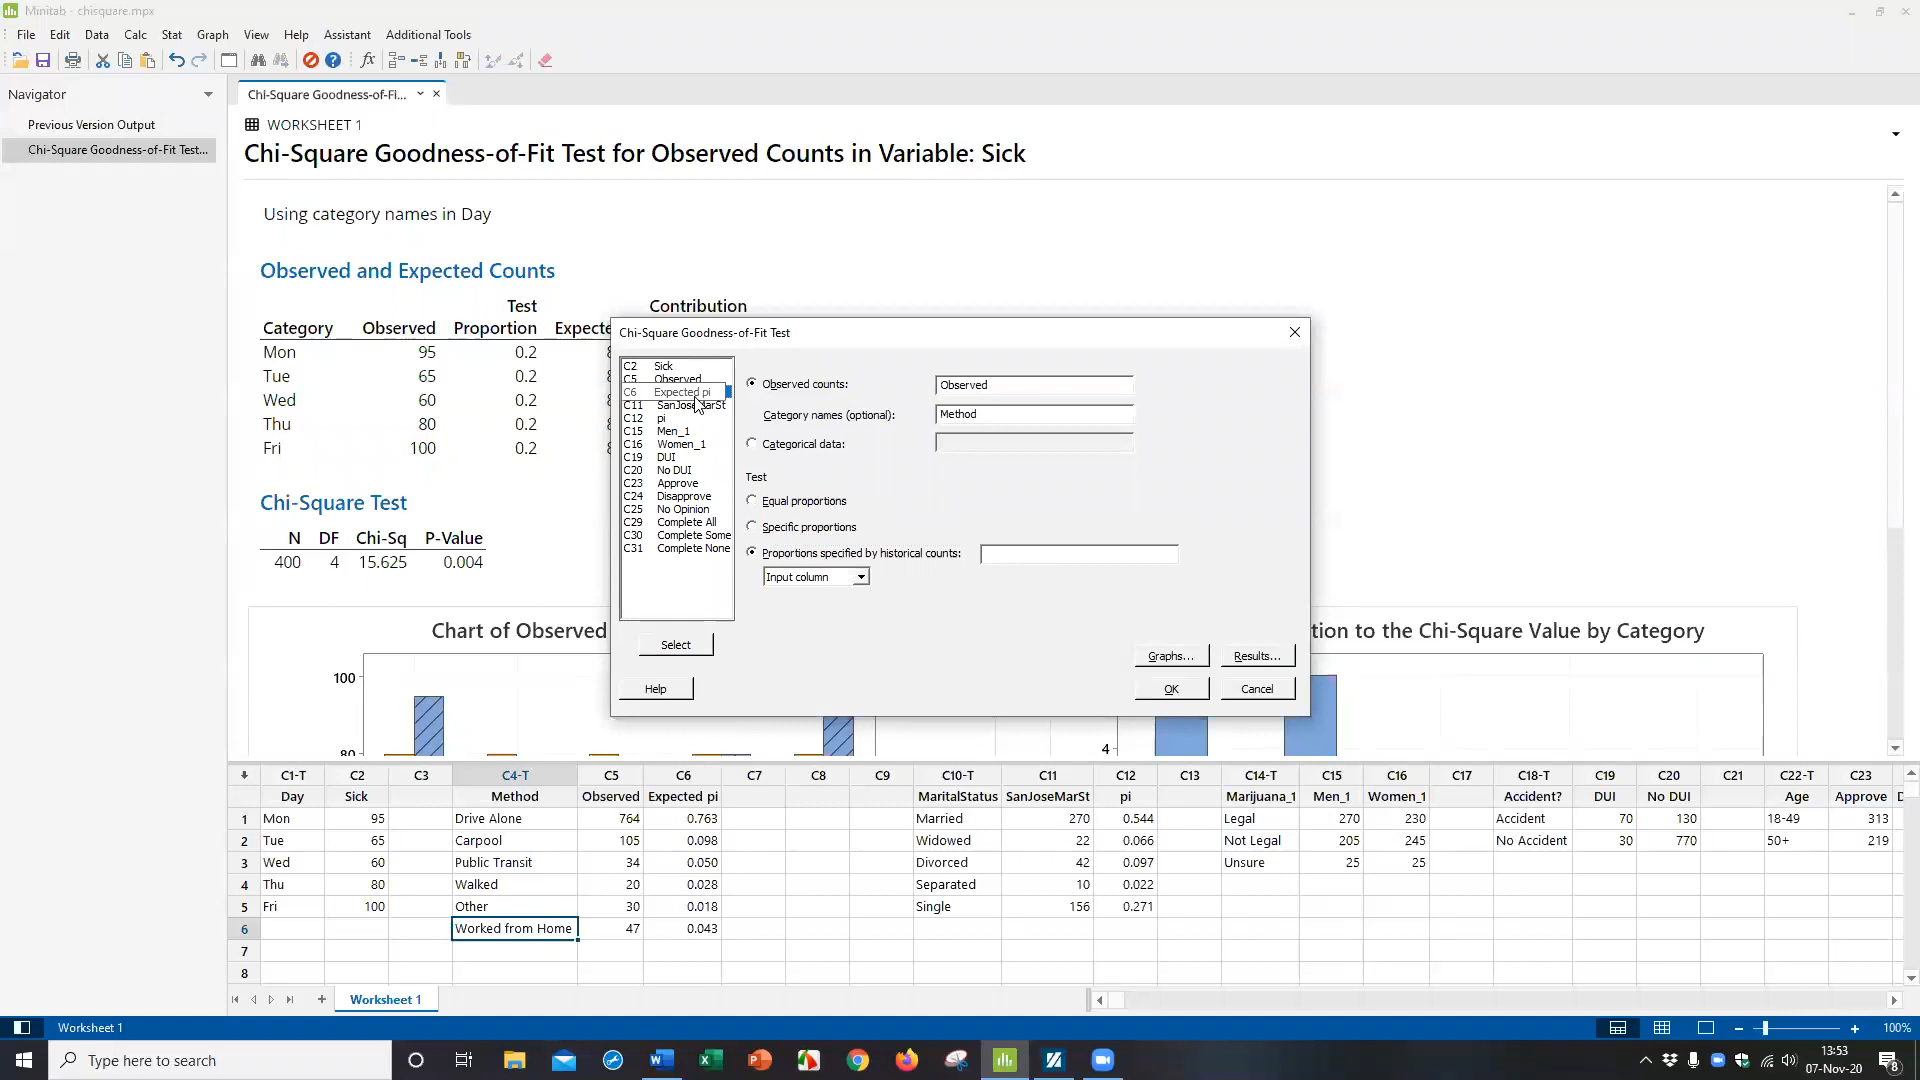 Minitab - chisquare.mpx
File Edit Data Calc Stat Graph View Help Assistant Additional Tools
Navigator
Previous Version Output
Chi-Square Goodness-of-Fit Test...
Chi-Square Goodness-of-Fi...
WORKSHEET 1
Chi-Square Goodness-of-Fit Test for Observed Counts in Variable: Sick
Using category names in Day
Observed and Expected Counts
Test Contribution
Category Observed Proportion Expecte
Mon 95 0.2
Tue 65 0.2
Wed 60 0.2
Thu 80 0.2
Fri 100 0.2
Chi-Square Test
N DF Chi-Sq P-Value
400 4 15.625 0.004
Chart of Observed
tion to the Chi-Square Value by Category
100
80
4
Chi-Square Goodness-of-Fit Test
C2 Sick
C5 Observed
C6 Expected pi
C11 SanJoseMarSt
C12 pi
C15 Men_1
C16 Women_1
C19 DUI
C20 No DUI
C23 Approve
C24 Disapprove
C25 No Opinion
C29 Complete All
C30 Complete Some
C31 Complete None
Observed counts: Observed
Category names (optional): Method
Categorical data:
Test
Equal proportions
Specific proportions
Proportions specified by historical counts:
Input column
Select
Help
Graphs... Results...
OK Cancel
C1-T C2 C3 C4-T C5 C6 C7 C8 C9 C10-T C11 C12 C13 C14-T C15 C16 C17 C18-T C19 C20 C21 C22-T C23
Day Sick Method Observed Expected pi MaritalStatus SanJoseMarSt pi Marijuana_1 Men_1 Women_1 Accident? DUI No DUI Age Approve D
1 Mon 95 Drive Alone 764 0.763 Married 270 0.544 Legal 270 230 Accident 70 130 18-49 313
2 Tue 65 Carpool 105 0.098 Widowed 22 0.066 Not Legal 205 245 No Accident 30 770 50+ 219
3 Wed 60 Public Transit 34 0.050 Divorced 42 0.097 Unsure 25 25
4 Thu 80 Walked 20 0.028 Separated 10 0.022
5 Fri 100 Other 30 0.018 Single 156 0.271
6 Worked from Home 47 0.043
7
8
Worksheet 1
Worksheet 1
100%
Type here to search
13:53
07-Nov-20
8